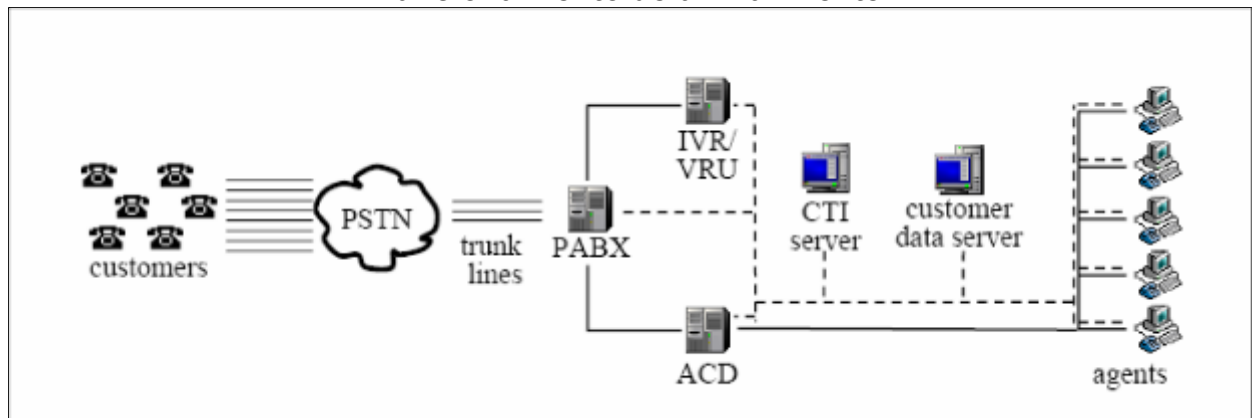 IVR/
VRU
PSTN
CTI
server
customer
data server
customers
trunk
lines
PABX
ACD
agents